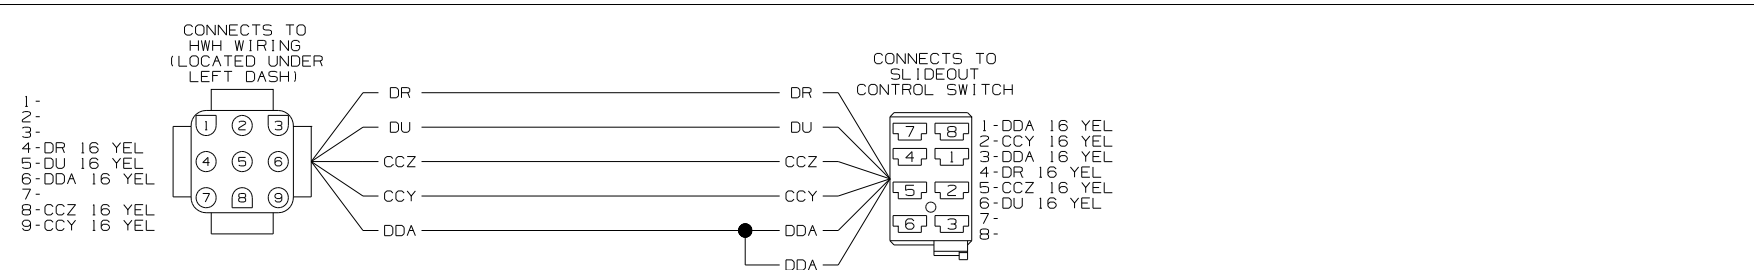 CONNECTS TO
HWH WIRING
(LOCATED UNDER
LEFT DASH)
1-
2-
3-
4-DR 16 YEL
5-DU 16 YEL
6-DDA 16 YEL
7-
8-CCZ 16 YEL
9-CCY 16 YEL
1 2 3
4 5 6
7 8 9
DR DR
DU DU
CCZ CCZ
CCY CCY
DDA DDA
DDA
CONNECTS TO
SLIDEOUT
CONTROL SWITCH
7 8
4 1
5 2
6 3
1-DDA 16 YEL
2-CCY 16 YEL
3-DDA 16 YEL
4-DR 16 YEL
5-CCZ 16 YEL
6-DU 16 YEL
7-
8-